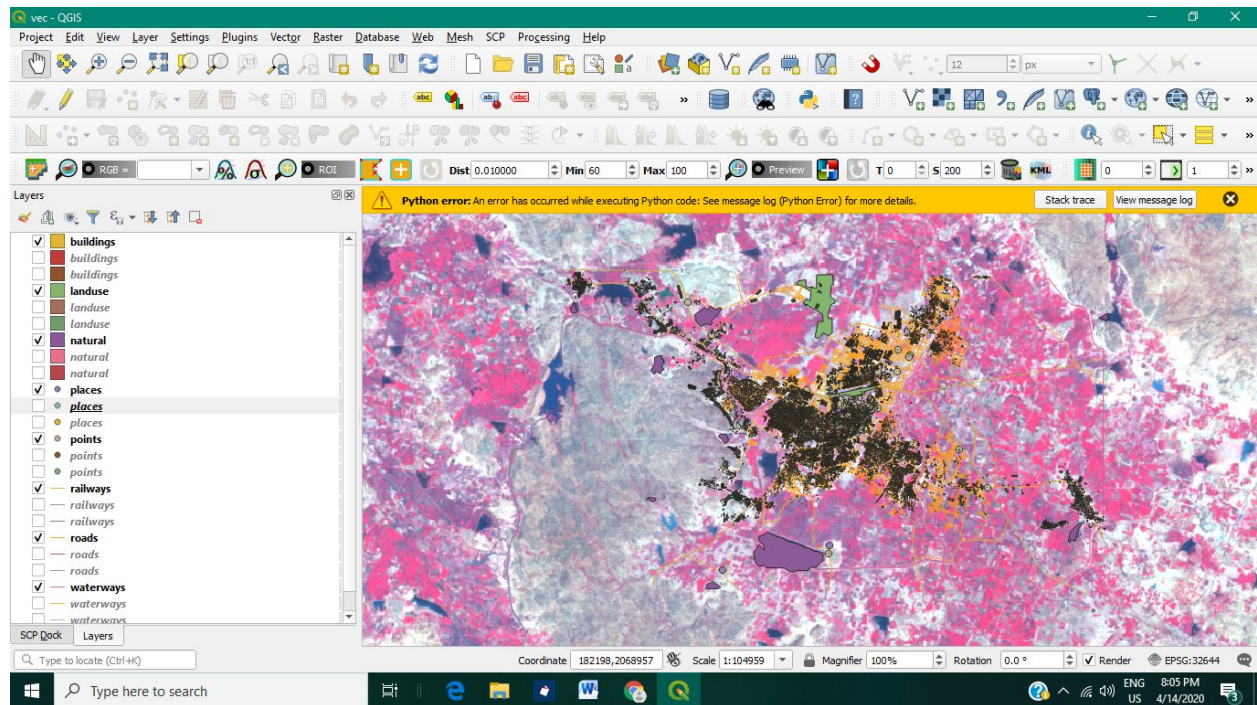 vec - QGIS
Project Edit View Layer Settings Plugins Vector Raster Database Web Mesh SCP Processing Help
12 px
abc abc abc
RGB = ROI Dist 0.010000 Min 60 Max 100 Preview T 0 S 200 KML 0 1
Layers
Python error: An error has occurred while executing Python code: See message log (Python Error) for more details. Stack trace View message log
buildings
buildings
buildings
landuse
landuse
landuse
natural
natural
natural
places
places
places
points
points
points
railways
railways
railways
roads
roads
roads
waterways
waterways
waterways
SCP Dock Layers
Type to locate (Ctrl+K) Coordinate 182198,2068957 Scale 1:104959 Magnifier 100% Rotation 0.0 ° Render EPSG:32644
Type here to search ENG 8:05 PM
US 4/14/2020 3